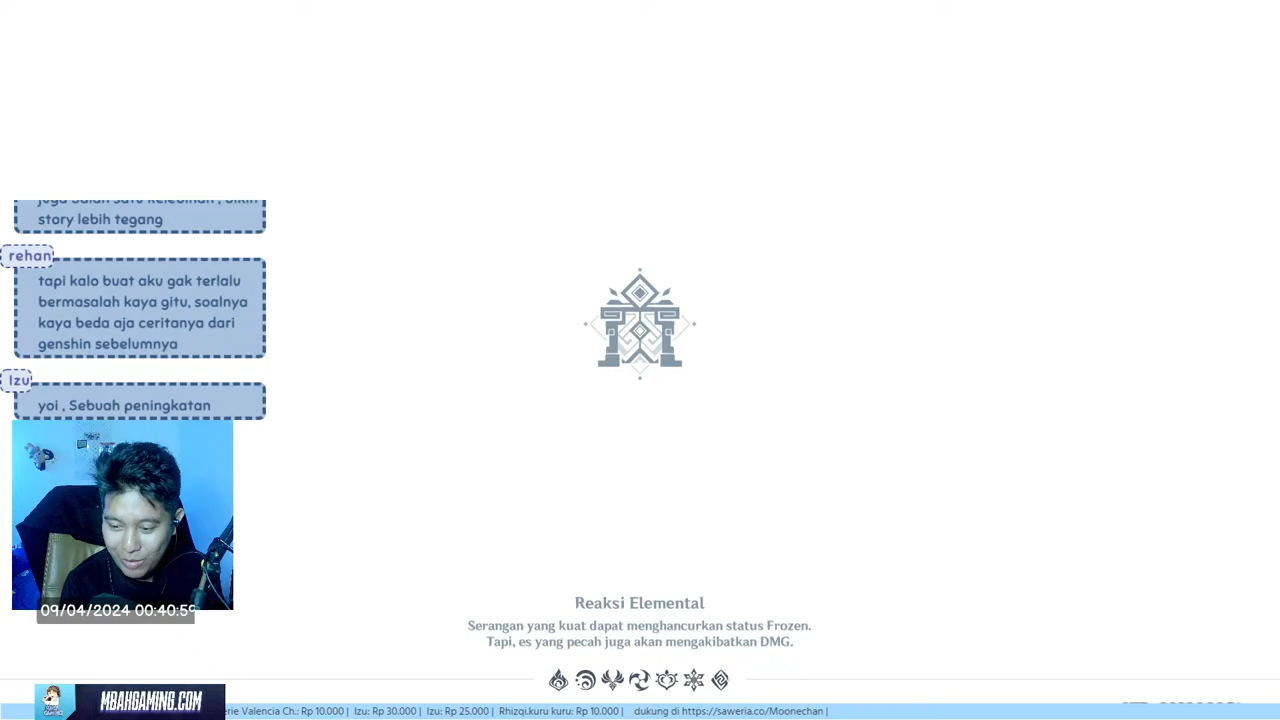 story lebih tegang
rehan
tapi kalo buat aku gak terlalu
bermasalah kaya gitu, soalnya
kaya beda aja ceritanya dari
genshin sebelumnya
Izu
yoi , Sebuah peningkatan
09/04/2024 00:40:59
Reaksi Elemental
Serangan yang kuat dapat menghancurkan status Frozen.
Tapi, es yang pecah juga akan mengakibatkan DMG.
MBAHGAMING.COM
erie Valencia Ch.: Rp 10.000 | Izu: Rp 30.000 | Izu: Rp 25.000 | Rhizqi.kuru kuru: Rp 10.000 | dukung di https://saweria.co/Moonechan |